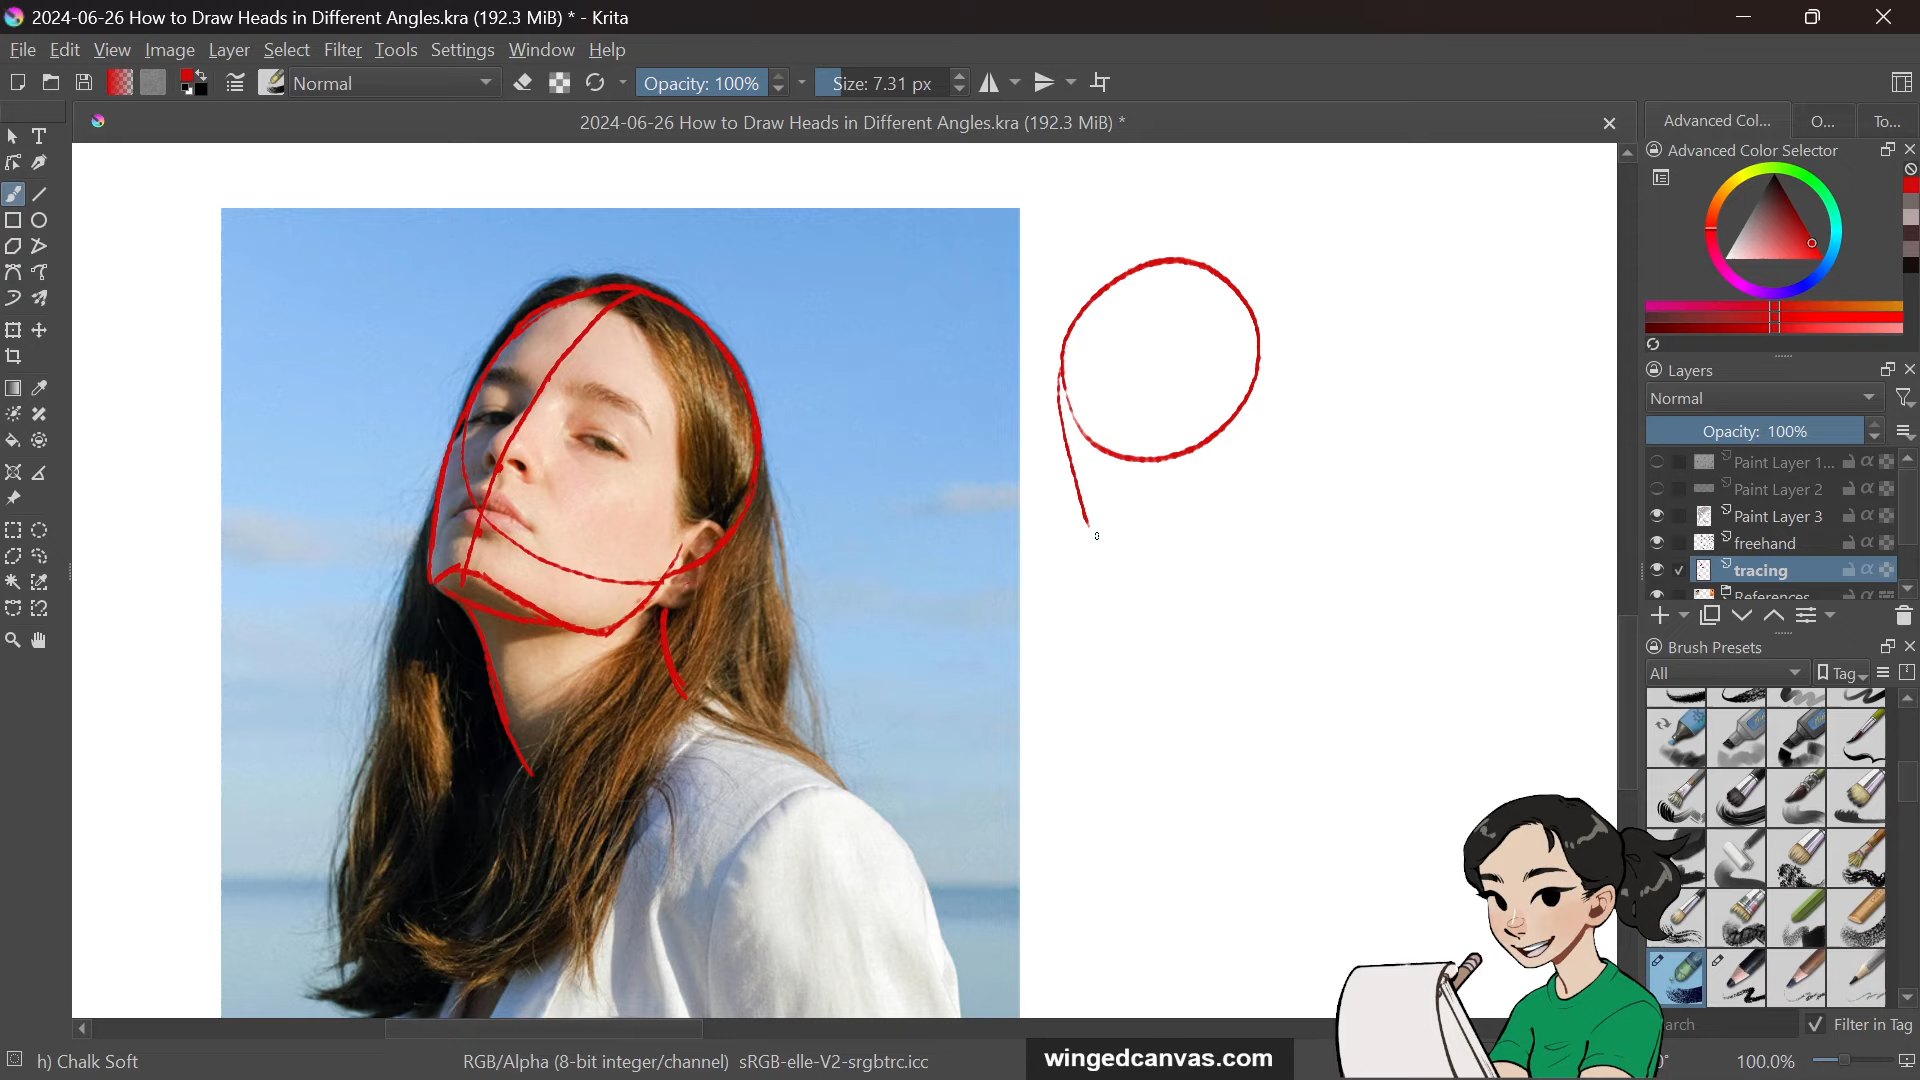 2024-06-26 How to Draw Heads in Different Angles.kra (192.3 MiB) * - Krita
File Edit View Image Layer Select Filter Tools Settings Window Help
Normal Opacity: 100% Size: 7.31 px
2024-06-26 How to Draw Heads in Different Angles.kra (192.3 MiB) *
Advanced Col... O... To...
Advanced Color Selector
Layers
Normal
Opacity: 100%
Paint Layer 1...
Paint Layer 2
Paint Layer 3
freehand
tracing
References
Brush Presets
All Tag
Filter in Tag
h) Chalk Soft
RGB/Alpha (8-bit integer/channel) sRGB-elle-V2-srgbtrc.icc
wingedcanvas.com
100.0%